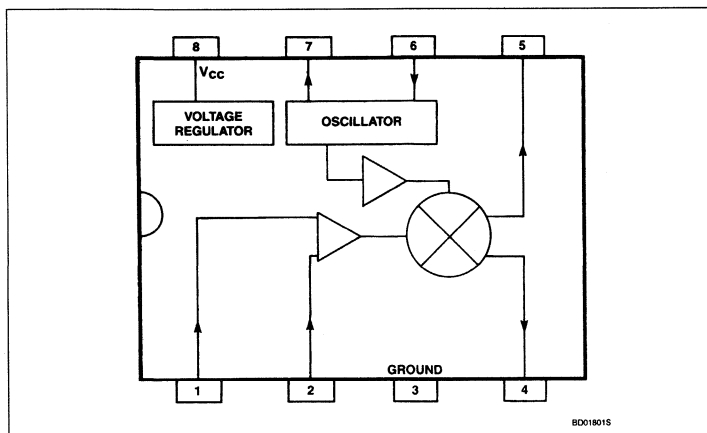 8 7 6 5
VCC
VOLTAGE
REGULATOR
OSCILLATOR
GROUND
1 2 3 4
BD01801S